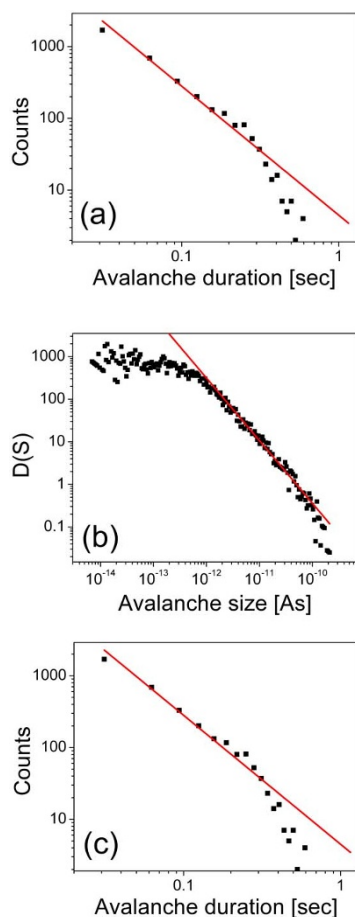 1000
100
10
Counts
(a)
0.1
1
Avalanche duration [sec]
1000
100
10
1
0.1
D(S)
(b)
10⁻¹⁴
10⁻¹³
10⁻¹²
10⁻¹¹
10⁻¹⁰
Avalanche size [As]
1000
100
10
Counts
(c)
0.1
1
Avalanche duration [sec]